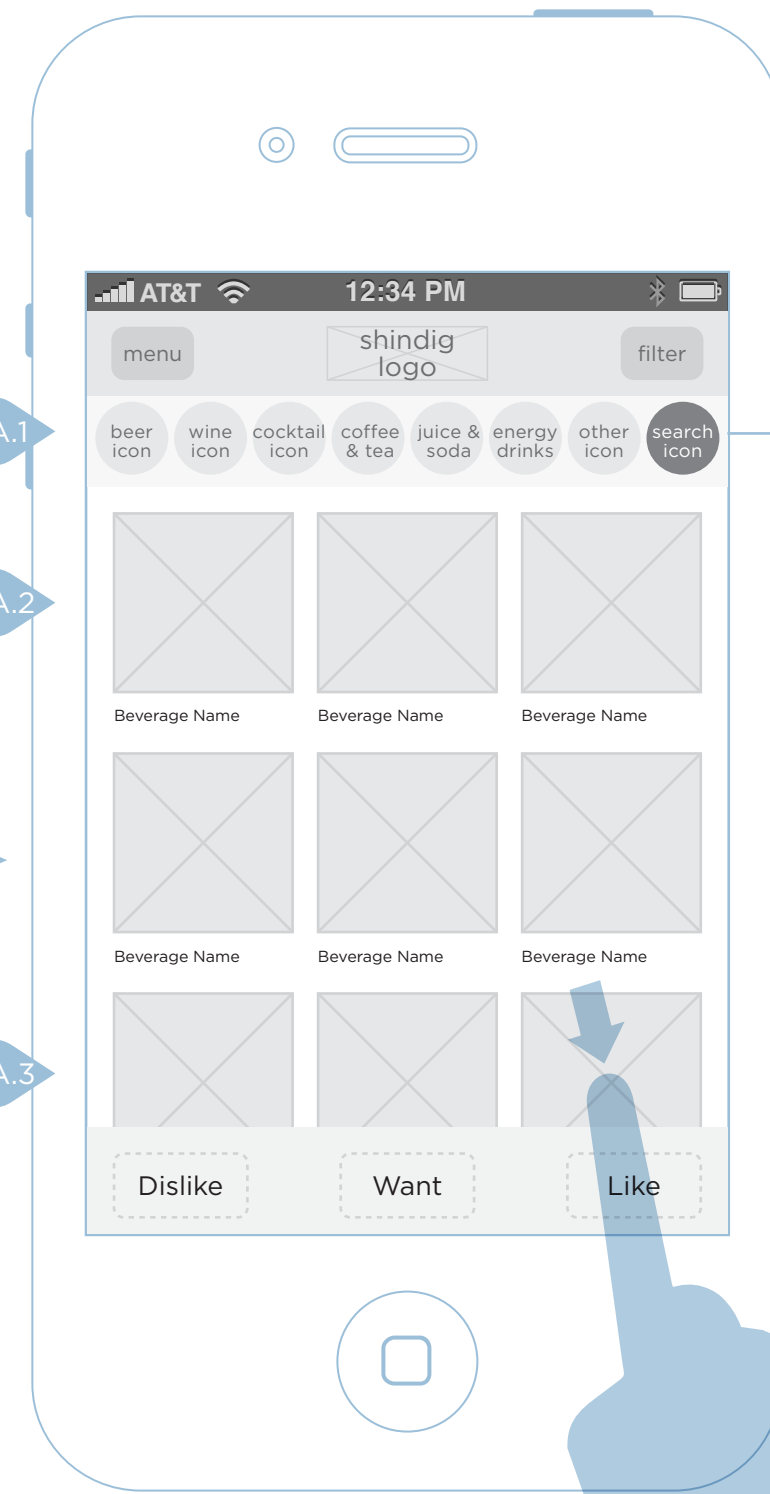 AT&T 12:34 PM
menu
shindig
logo
filter
A.1
beer
icon
wine
icon
cocktail
icon
coffee
& tea
juice &
soda
energy
drinks
other
icon
search
icon
A.2
Beverage Name
Beverage Name
Beverage Name
Beverage Name
Beverage Name
Beverage Name
A.3
Dislike
Want
Like